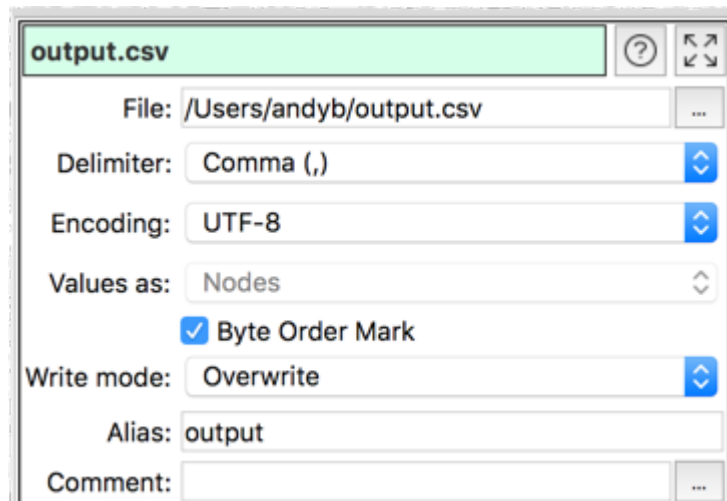 output.csv
File: /Users/andyb/output.csv ...
Delimiter: Comma (,)
Encoding: UTF-8
Values as: Nodes
Byte Order Mark
Write mode: Overwrite
Alias: output
Comment: ...